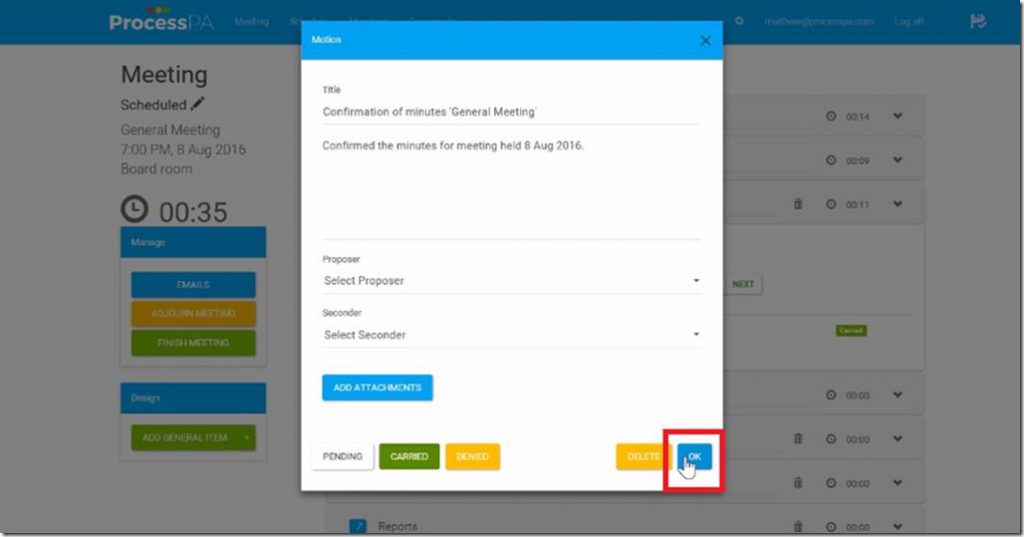 ProcessPA
Meeting
matthew@processpa.com
Log off
Meeting
Scheduled
General Meeting
7:00 PM, 8 Aug 2016
Board room
00:35
Manage
EMAILS
ADJOURN MEETING
FINISH MEETING
Design
ADD GENERAL ITEM
Motion
Title
Confirmation of minutes 'General Meeting'
Confirmed the minutes for meeting held 8 Aug 2016.
Proposer
Select Proposer
Seconder
Select Seconder
ADD ATTACHMENTS
PENDING
CARRIED
DENIED
DELETE
OK
00:14
00:09
00:11
NEXT
Carried
00:00
00:00
00:00
7 Reports
00:00